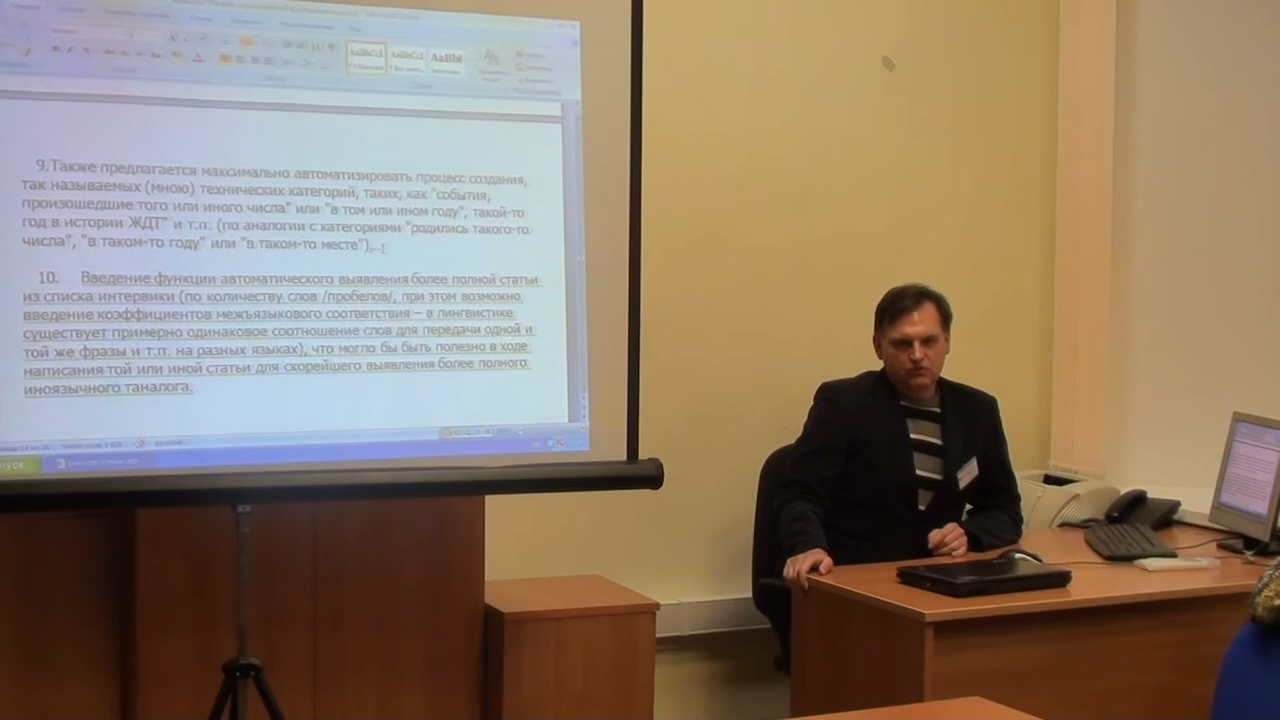 АаБbСсI АаБbСсI АаBbI
9.Также предлагается максимально автоматизировать процесс создания,
так называемых (мною) технических категорий, таких, как "события,
произошедшие того или иного числа" или "в том или ином году", такой-то
год в истории ЖДТ" и т.п. (по аналогии с категориями "родились такого-то
числа", "в таком-то году" или "в таком-то месте"),
10. Введение функции автоматического выявления более полной статьи
из списка интервики (по количеству слов /пробелов/, при этом возможно
введение коэффициентов межъязыкового соответствия – в лингвистике
существует примерно одинаковое соотношение слов для передачи одной и
той же фразы и т.п. на разных языках), что могло бы быть полезно в ходе
написания той или иной статьи для скорейшего выявления более полного
иноязычного таналога.